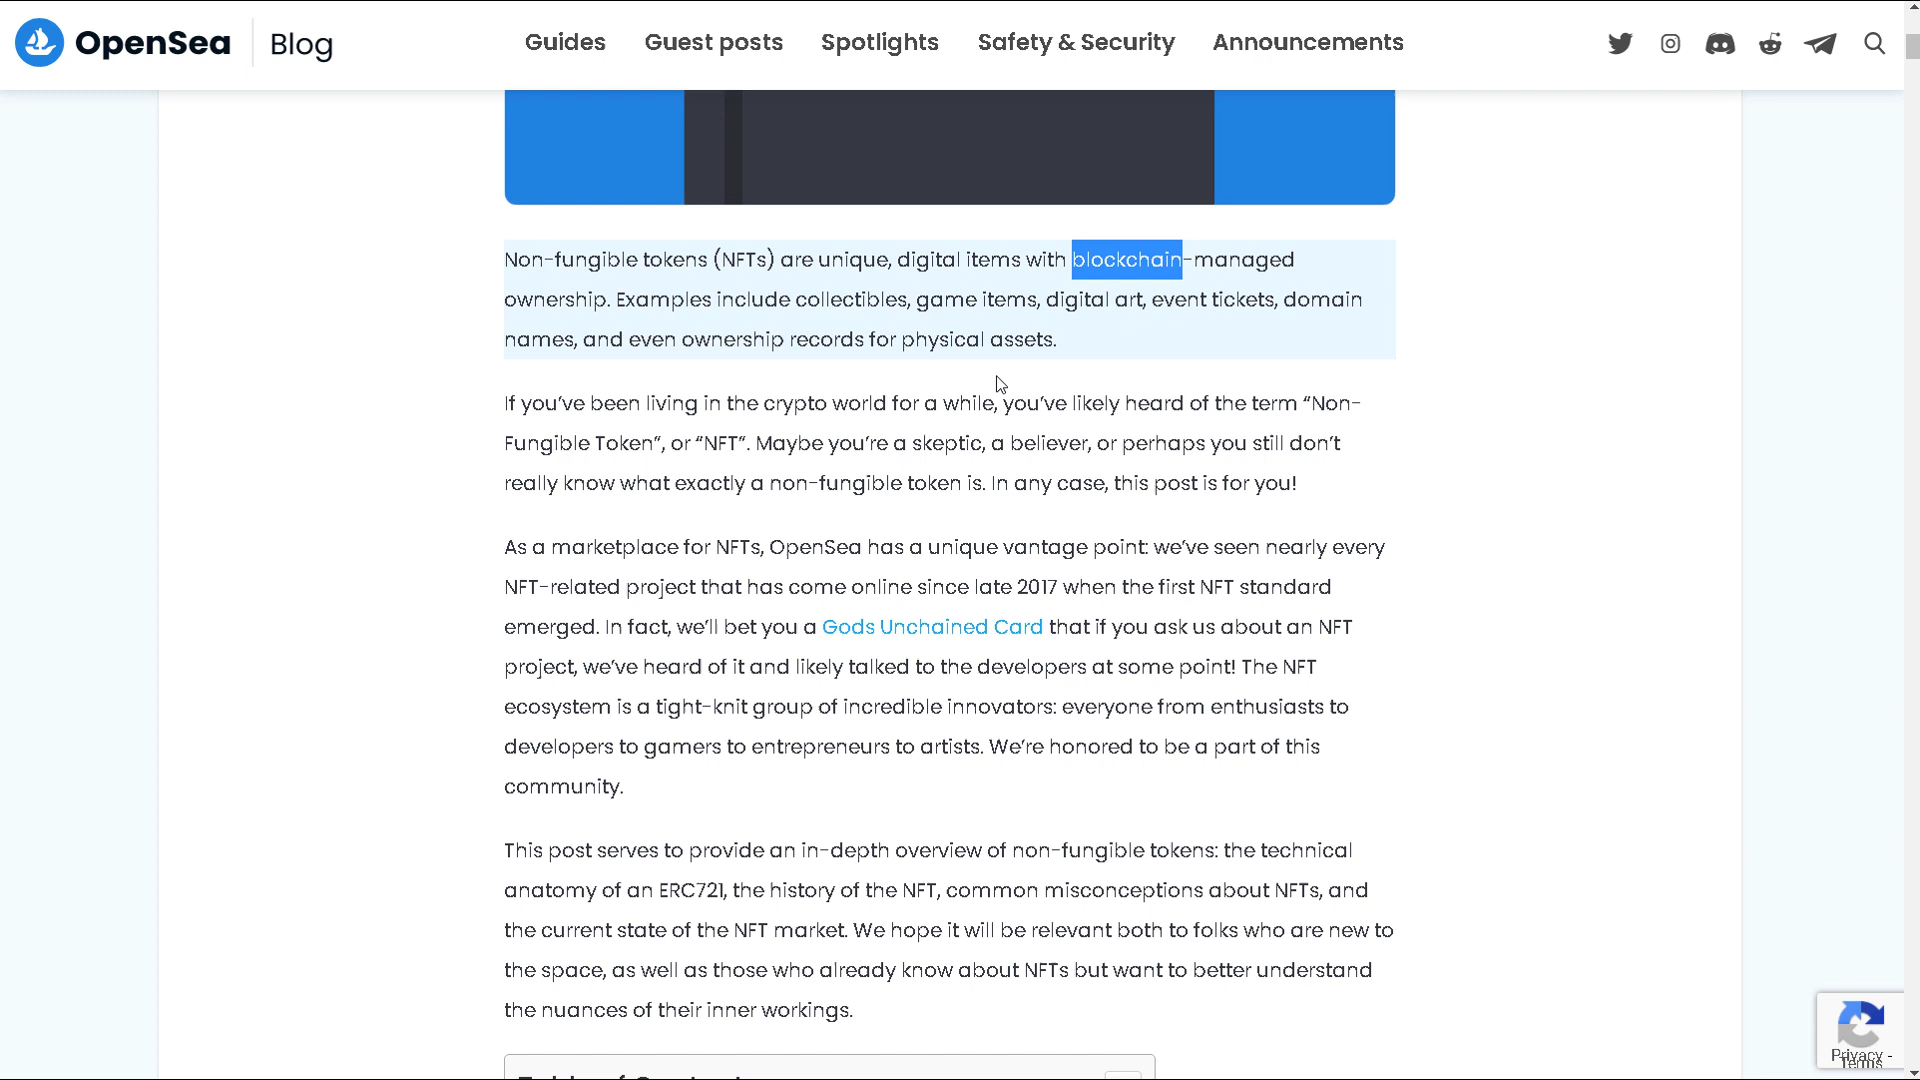 OpenSea Blog Guides Guest posts Spotlights Safety & Security Announcements
Non-fungible tokens (NFTs) are unique, digital items with blockchain-managed
ownership. Examples include collectibles, game items, digital art, event tickets, domain
names, and even ownership records for physical assets.
If you’ve been living in the crypto world for a while, you’ve likely heard of the term “Non-
Fungible Token”, or “NFT”. Maybe you’re a skeptic, a believer, or perhaps you still don’t
really know what exactly a non-fungible token is. In any case, this post is for you!
As a marketplace for NFTs, OpenSea has a unique vantage point: we’ve seen nearly every
NFT-related project that has come online since late 2017 when the first NFT standard
emerged. In fact, we’ll bet you a Gods Unchained Card that if you ask us about an NFT
project, we’ve heard of it and likely talked to the developers at some point! The NFT
ecosystem is a tight-knit group of incredible innovators: everyone from enthusiasts to
developers to gamers to entrepreneurs to artists. We’re honored to be a part of this
community.
This post serves to provide an in-depth overview of non-fungible tokens: the technical
anatomy of an ERC721, the history of the NFT, common misconceptions about NFTs, and
the current state of the NFT market. We hope it will be relevant both to folks who are new to
the space, as well as those who already know about NFTs but want to better understand
the nuances of their inner workings.
Privacy -
Terms